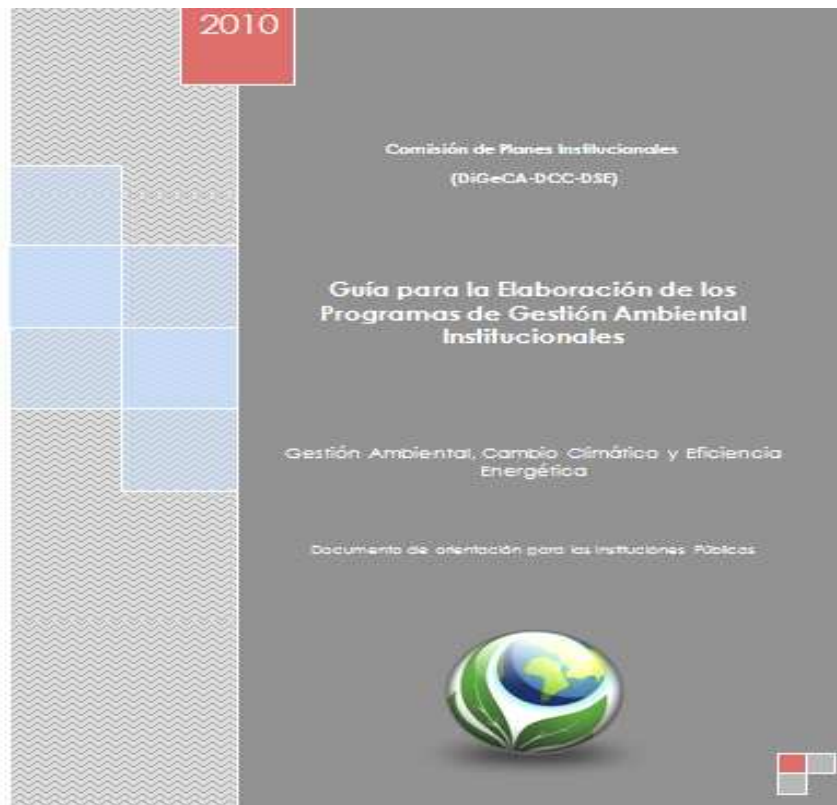 2010
Comisión de Planes Institucionales
(DiGeCA-DCC-DSE)
Guía para la Elaboración de los
Programas de Gestión Ambiental
Institucionales
Gestión Ambiental, Cambio Climático y Eficiencia
Energética
Documento de orientación para las Instituciones Públicas